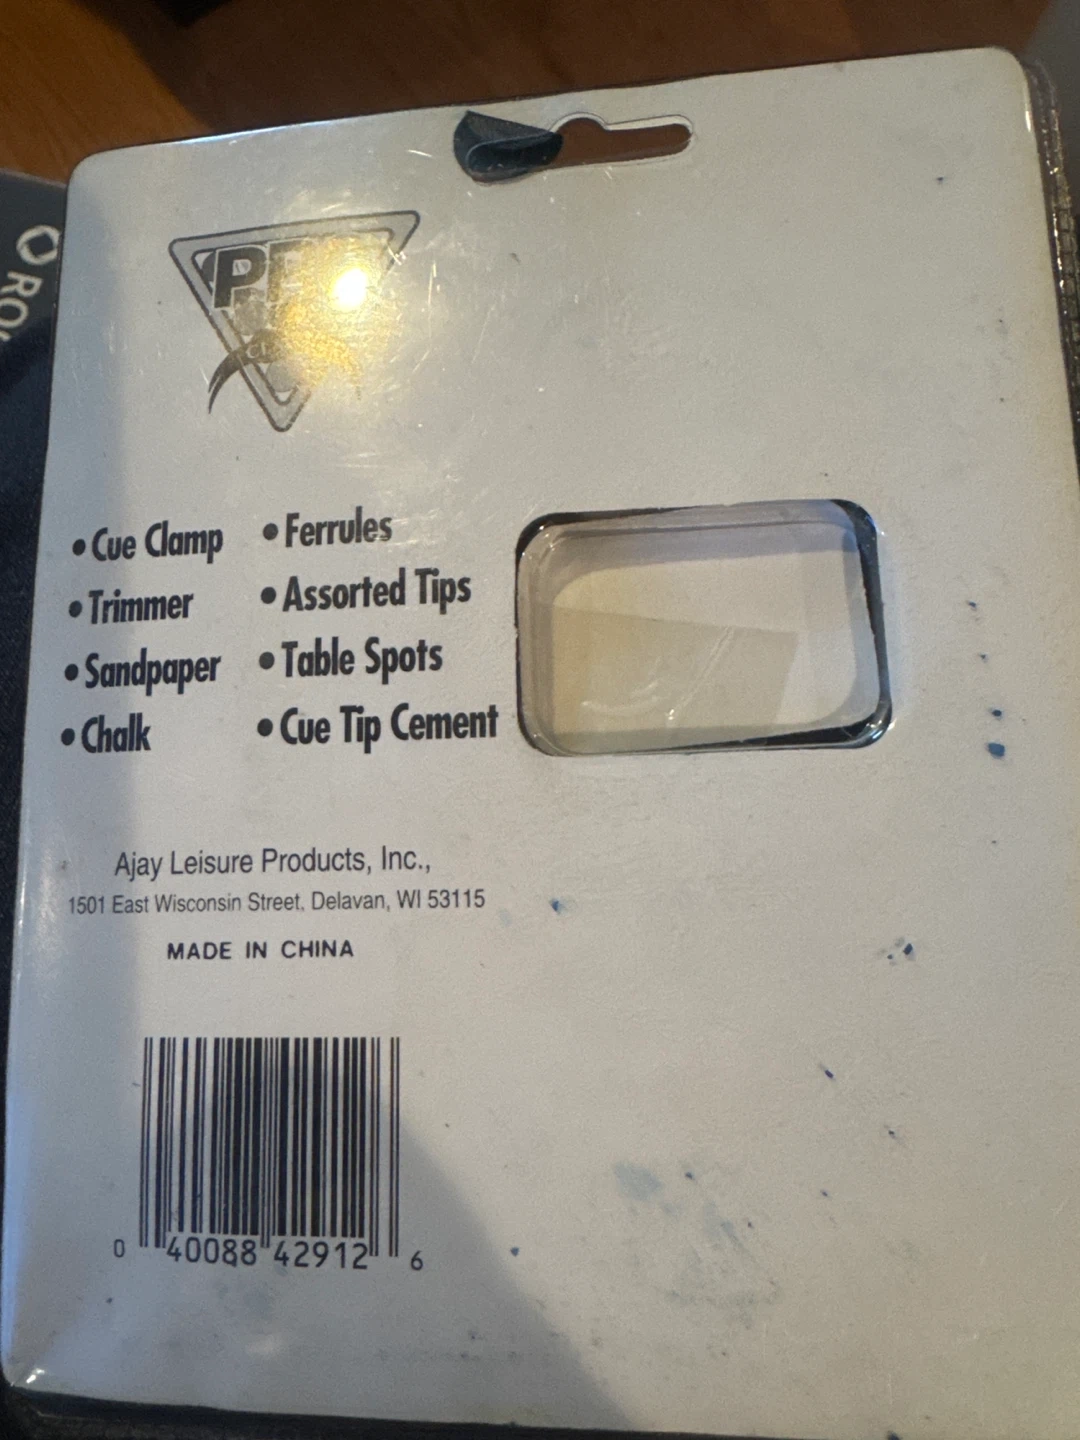 • Cue Clamp
• Trimmer
• Sandpaper
• Chalk
• Ferrules
• Assorted Tips
• Table Spots
• Cue Tip Cement
Ajay Leisure Products, Inc.,
1501 East Wisconsin Street, Delavan, WI 53115
MADE IN CHINA
0 40088 42912 6